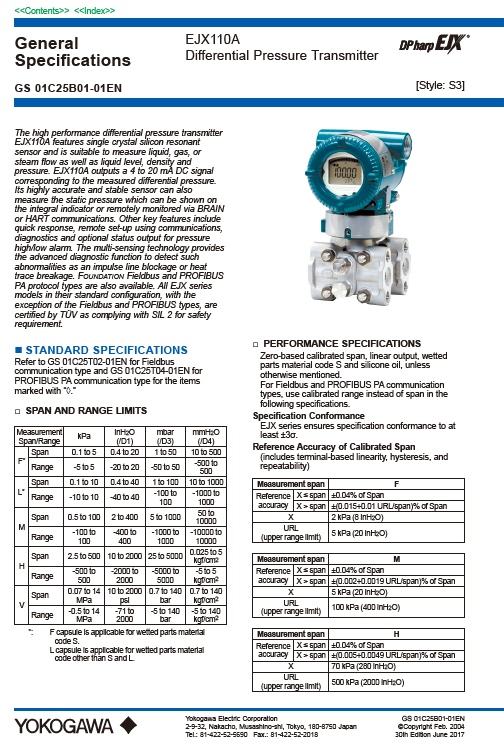 <<Contents>> <<Index>>
General
Specifications
EJX110A
Differential Pressure Transmitter
DPharp EJX
GS 01C25B01-01EN
[Style: S3]
The high performance differential pressure transmitter
EJX110A features single crystal silicon resonant
sensor and is suitable to measure liquid, gas, or
steam flow as well as liquid level, density and
pressure. EJX110A outputs a 4 to 20 mA DC signal
corresponding to the measured differential pressure.
Its highly accurate and stable sensor can also
measure the static pressure which can be shown on
the integral indicator or remotely monitored via BRAIN
or HART communications. Other key features include
quick response, remote set-up using communications,
diagnostics and optional status output for pressure
high/low alarm. The multi-sensing technology provides
the advanced diagnostic function to detect such
abnormalities as an impulse line blockage or heat
trace breakage. FOUNDATION Fieldbus and PROFIBUS
PA protocol types are also available. All EJX series
models in their standard configuration, with the
exception of the Fieldbus and PROFIBUS types, are
certified by TÜV as complying with SIL 2 for safety
requirement.
■ STANDARD SPECIFICATIONS
Refer to GS 01C25T02-01EN for Fieldbus
communication type and GS 01C25T04-01EN for
PROFIBUS PA communication type for the items
marked with "◊."
□ SPAN AND RANGE LIMITS
Measurement Span/Range kPa inH2O (/D1) mbar (/D3) mmH2O (/D4)
F* Span 0.1 to 5 0.4 to 20 1 to 50 10 to 500
Range -5 to 5 -20 to 20 -50 to 50 -500 to 500
L* Span 0.1 to 10 0.4 to 40 1 to 100 10 to 1000
Range -10 to 10 -40 to 40 -100 to 100 -1000 to 1000
M Span 0.5 to 100 2 to 400 5 to 1000 50 to 10000
Range -100 to 100 -400 to 400 -1000 to 1000 -10000 to 10000
H Span 2.5 to 500 10 to 2000 25 to 5000 0.025 to 5 kgf/cm2
Range -500 to 500 -2000 to 2000 -5000 to 5000 -5 to 5 kgf/cm2
V Span 0.07 to 14 MPa 10 to 2000 psi 0.7 to 140 bar 0.7 to 140 kgf/cm2
Range -0.5 to 14 MPa -71 to 2000 -5 to 140 bar -5 to 140 kgf/cm2
*: F capsule is applicable for wetted parts material
code S.
L capsule is applicable for wetted parts material
code other than S and L.
□ PERFORMANCE SPECIFICATIONS
Zero-based calibrated span, linear output, wetted
parts material code S and silicone oil, unless
otherwise mentioned.
For Fieldbus and PROFIBUS PA communication
types, use calibrated range instead of span in the
following specifications.
Specification Conformance
EJX series ensures specification conformance to at
least ±3σ.
Reference Accuracy of Calibrated Span
(includes terminal-based linearity, hysteresis, and
repeatability)
Measurement span F
Reference accuracy X ≤ span ±0.04% of Span
X > span ±(0.015+0.01 URL/span)% of Span
X 2 kPa (8 inH2O)
URL (upper range limit) 5 kPa (20 inH2O)
Measurement span M
Reference accuracy X ≤ span ±0.04% of Span
X > span ±(0.002+0.0019 URL/span)% of Span
X 5 kPa (20 inH2O)
URL (upper range limit) 100 kPa (400 inH2O)
Measurement span H
Reference accuracy X ≤ span ±0.04% of Span
X > span ±(0.005+0.0049 URL/span)% of Span
X 70 kPa (280 inH2O)
URL (upper range limit) 500 kPa (2000 inH2O)
YOKOGAWA
Yokogawa Electric Corporation
2-9-32, Nakacho, Musashino-shi, Tokyo, 180-8750 Japan
Tel.: 81-422-52-5690 Fax.: 81-422-52-2018
GS 01C25B01-01EN
©Copyright Feb. 2004
30th Edition June 2017